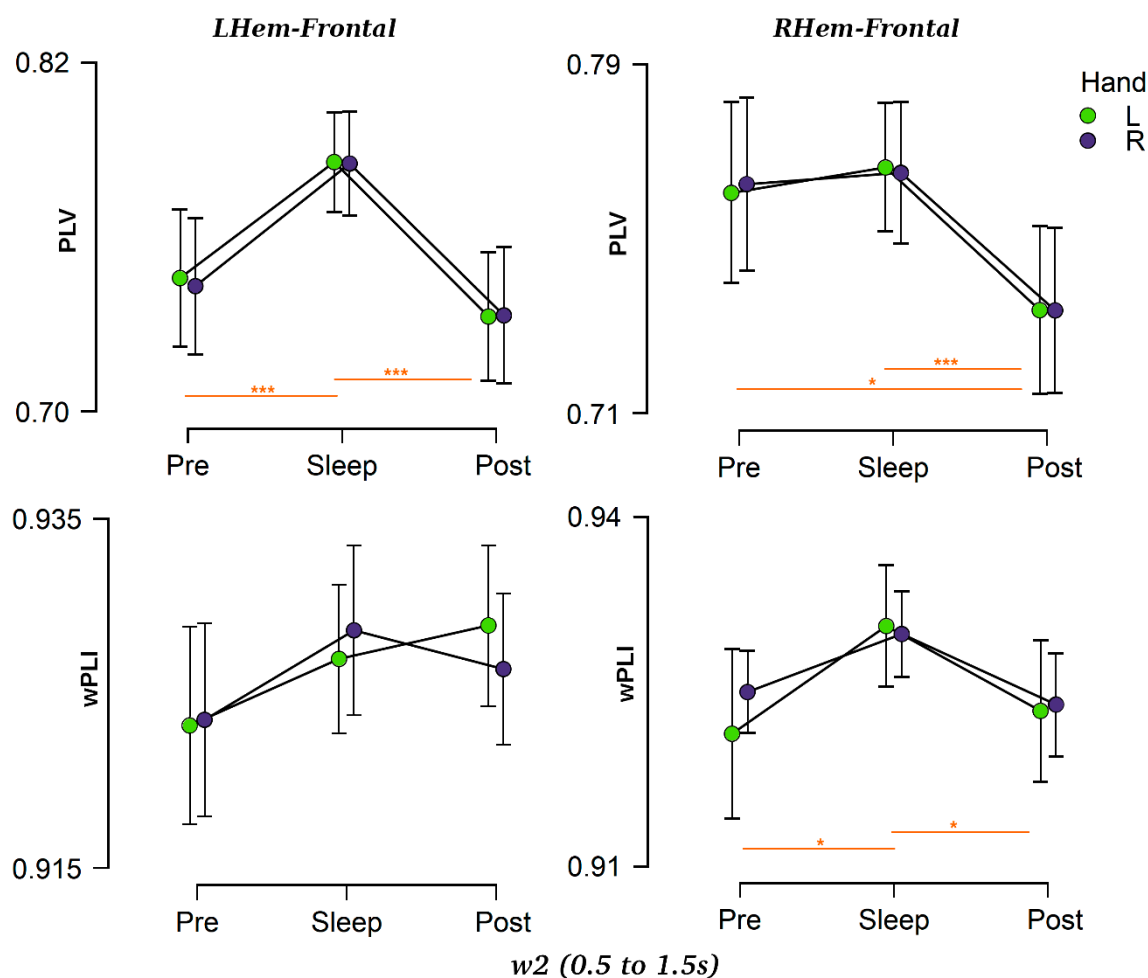 LHem-Frontal
RHem-Frontal
0.82
PLV
0.70
***
***
Pre Sleep Post
0.79
PLV
0.71
***
*
Pre Sleep Post
Hand
L
R
0.935
wPLI
0.915
Pre Sleep Post
0.94
wPLI
0.91
*
*
Pre Sleep Post
w2 (0.5 to 1.5s)